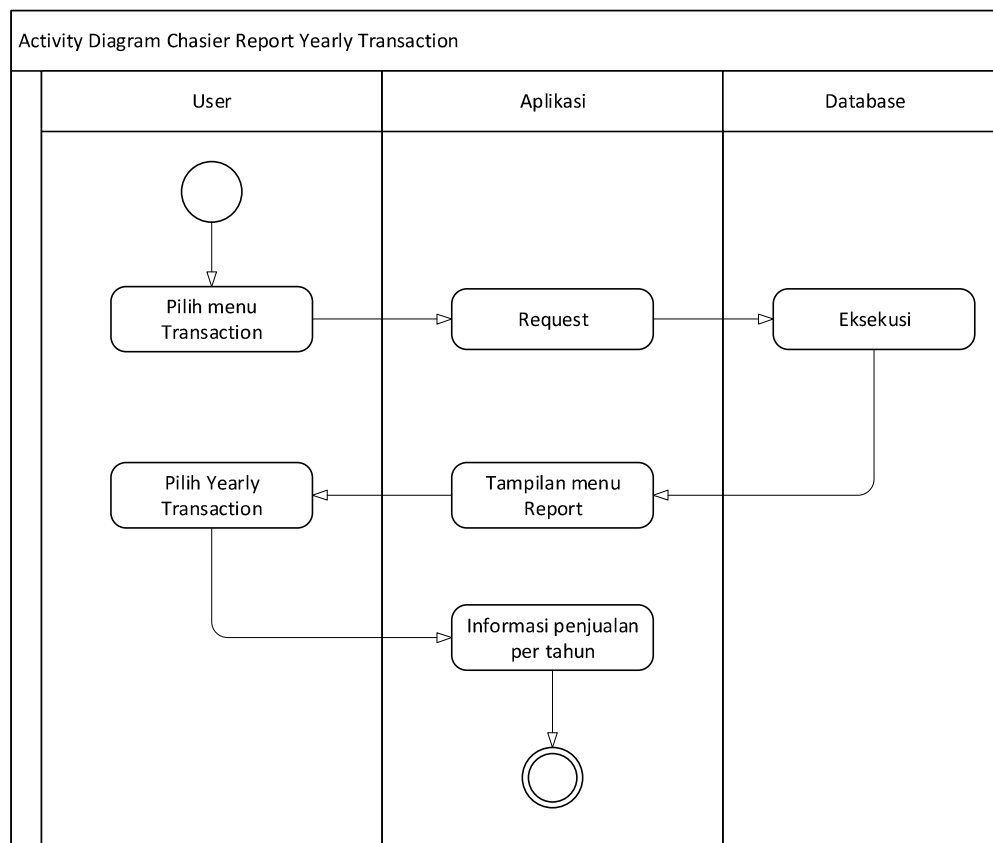 Activity Diagram Chasier Report Yearly Transaction
User
Aplikasi
Database
Pilih menu
Transaction
Request
Eksekusi
Pilih Yearly
Transaction
Tampilan menu
Report
Informasi penjualan
per tahun